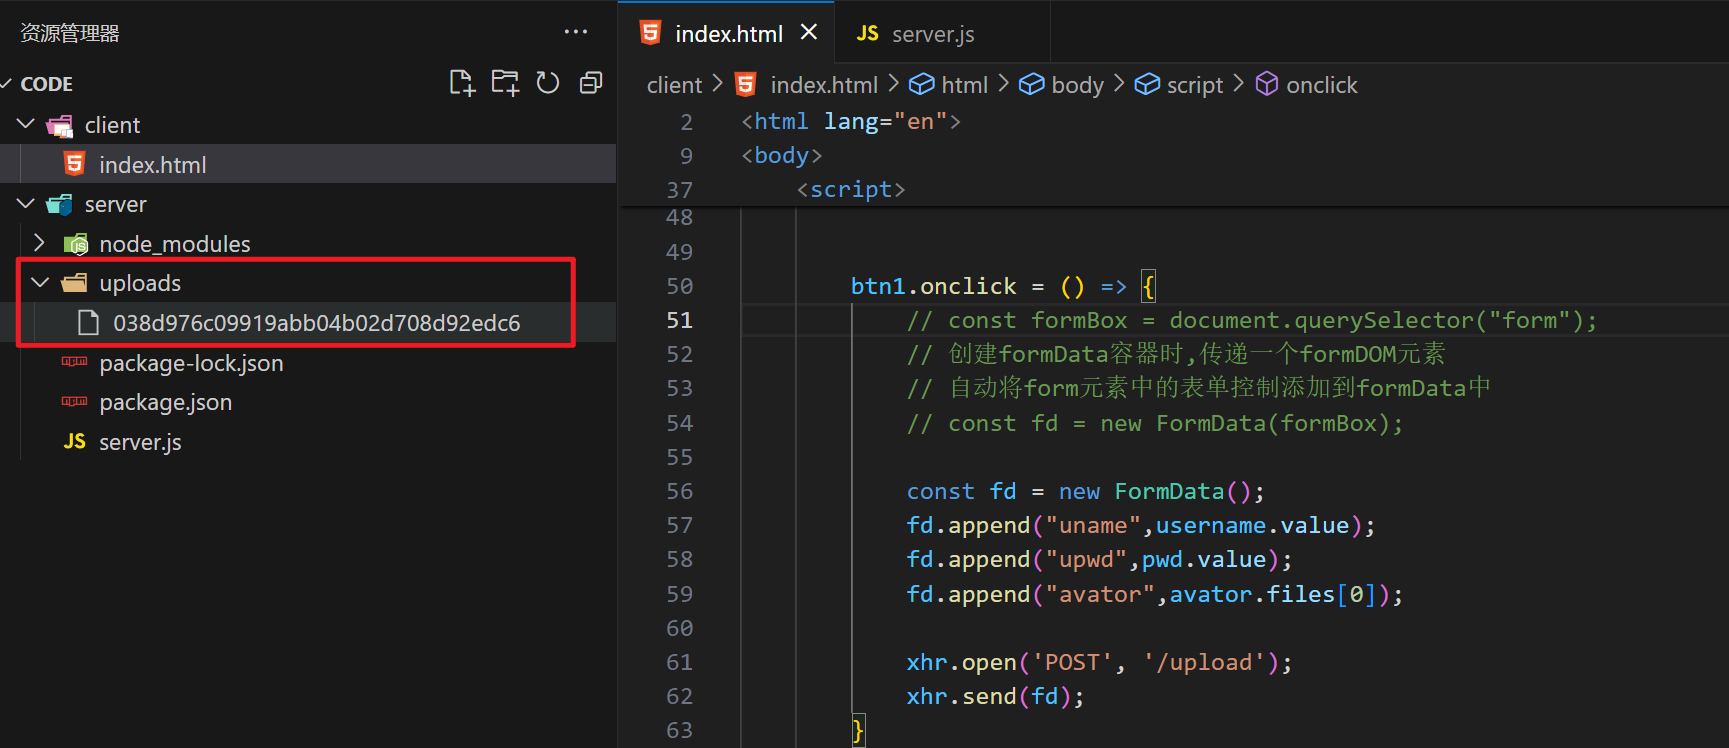 资源管理器
CODE
client
index.html
server
node_modules
uploads
038d976c09919abb04b02d708d92edc6
package-lock.json
package.json
JS server.js
index.html
JS server.js
client > index.html > html > body > script > onclick
2 <html lang="en">
9 <body>
37 <script>
48
49
50 btn1.onclick = () => {
51 // const formBox = document.querySelector("form");
52 // 创建formData容器时,传递一个formDOM元素
53 // 自动将form元素中的表单控制添加到formData中
54 // const fd = new FormData(formBox);
55
56 const fd = new FormData();
57 fd.append("uname",username.value);
58 fd.append("upwd",pwd.value);
59 fd.append("avator",avator.files[0]);
60
61 xhr.open('POST', '/upload');
62 xhr.send(fd);
63 }